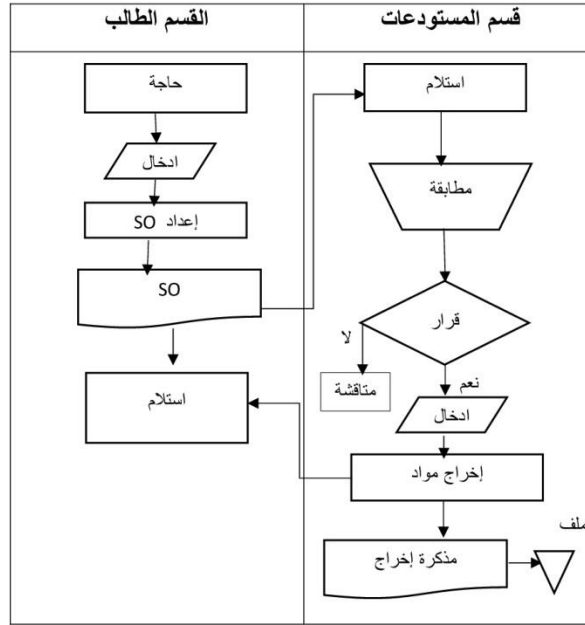 القسم الطالب
قسم المستودعات
حاجة
ادخال
إعداد SO
SO
استلام
استلام
مطابقة
قرار
لا
نعم
متاقشة
ادخال
إخراج مواد
مذكرة إخراج
ملف